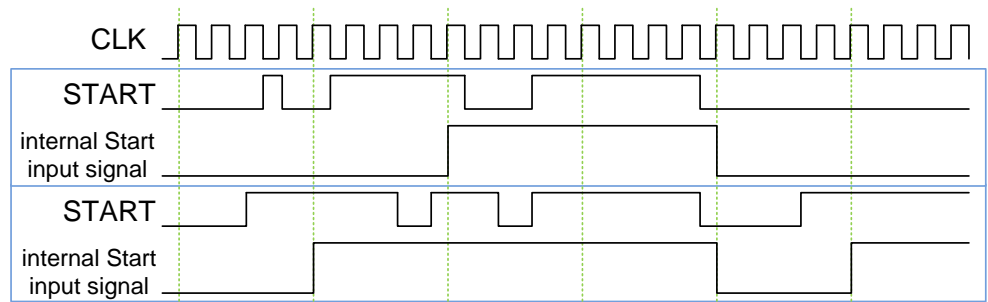 CLK
START
internal Start
input signal
START
internal Start
input signal